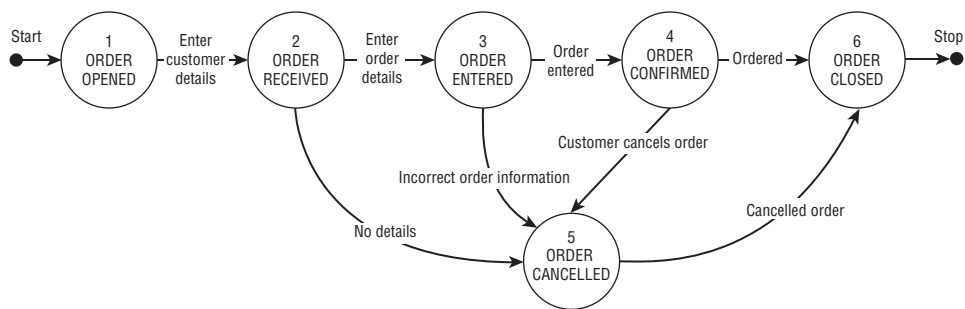 Start
1
ORDER
OPENED
Enter
customer
details
2
ORDER
RECEIVED
Enter
order
details
3
ORDER
ENTERED
Order
entered
4
ORDER
CONFIRMED
Ordered
6
ORDER
CLOSED
Stop
Customer cancels order
Incorrect order information
No details
Cancelled order
5
ORDER
CANCELLED